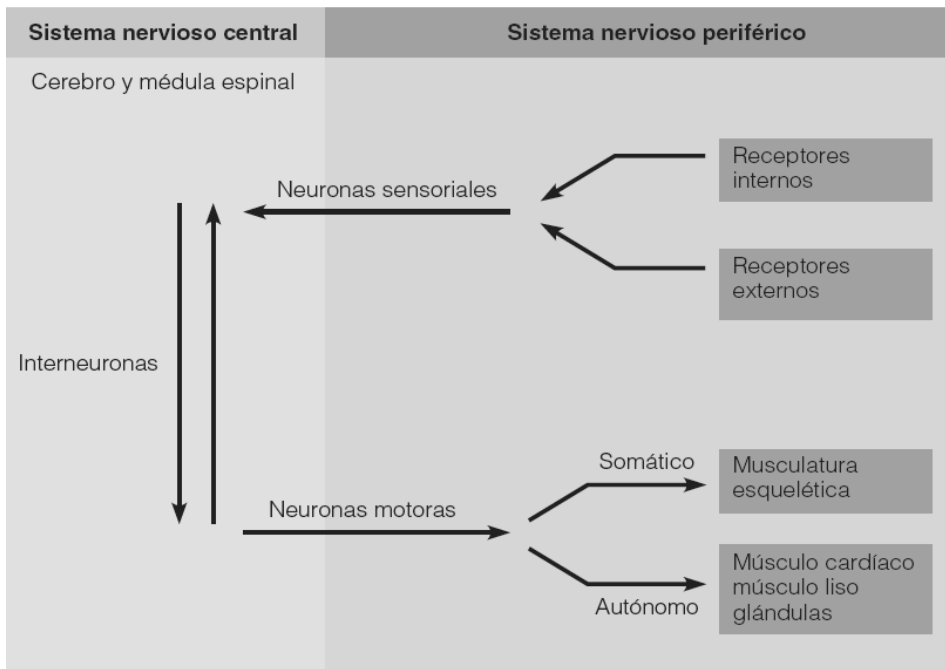 Sistema nervioso central
Sistema nervioso periférico
Cerebro y médula espinal
Receptores
internos
Neuronas sensoriales
Receptores
externos
Interneuronas
Somático
Musculatura
esquelética
Neuronas motoras
Músculo cardíaco
músculo liso
glándulas
Autónomo